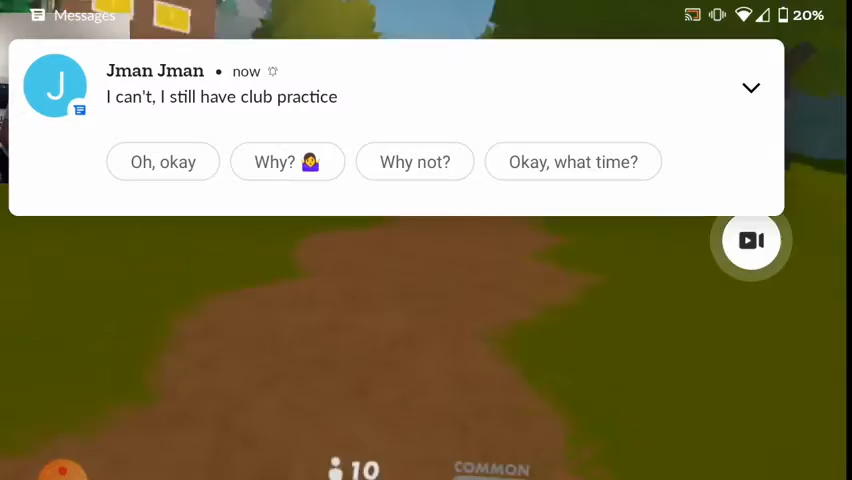 Messages
20%
Jman Jman • now
I can't, I still have club practice
Oh, okay
Why? 🤷‍♀️
Why not?
Okay, what time?
10
COMMON